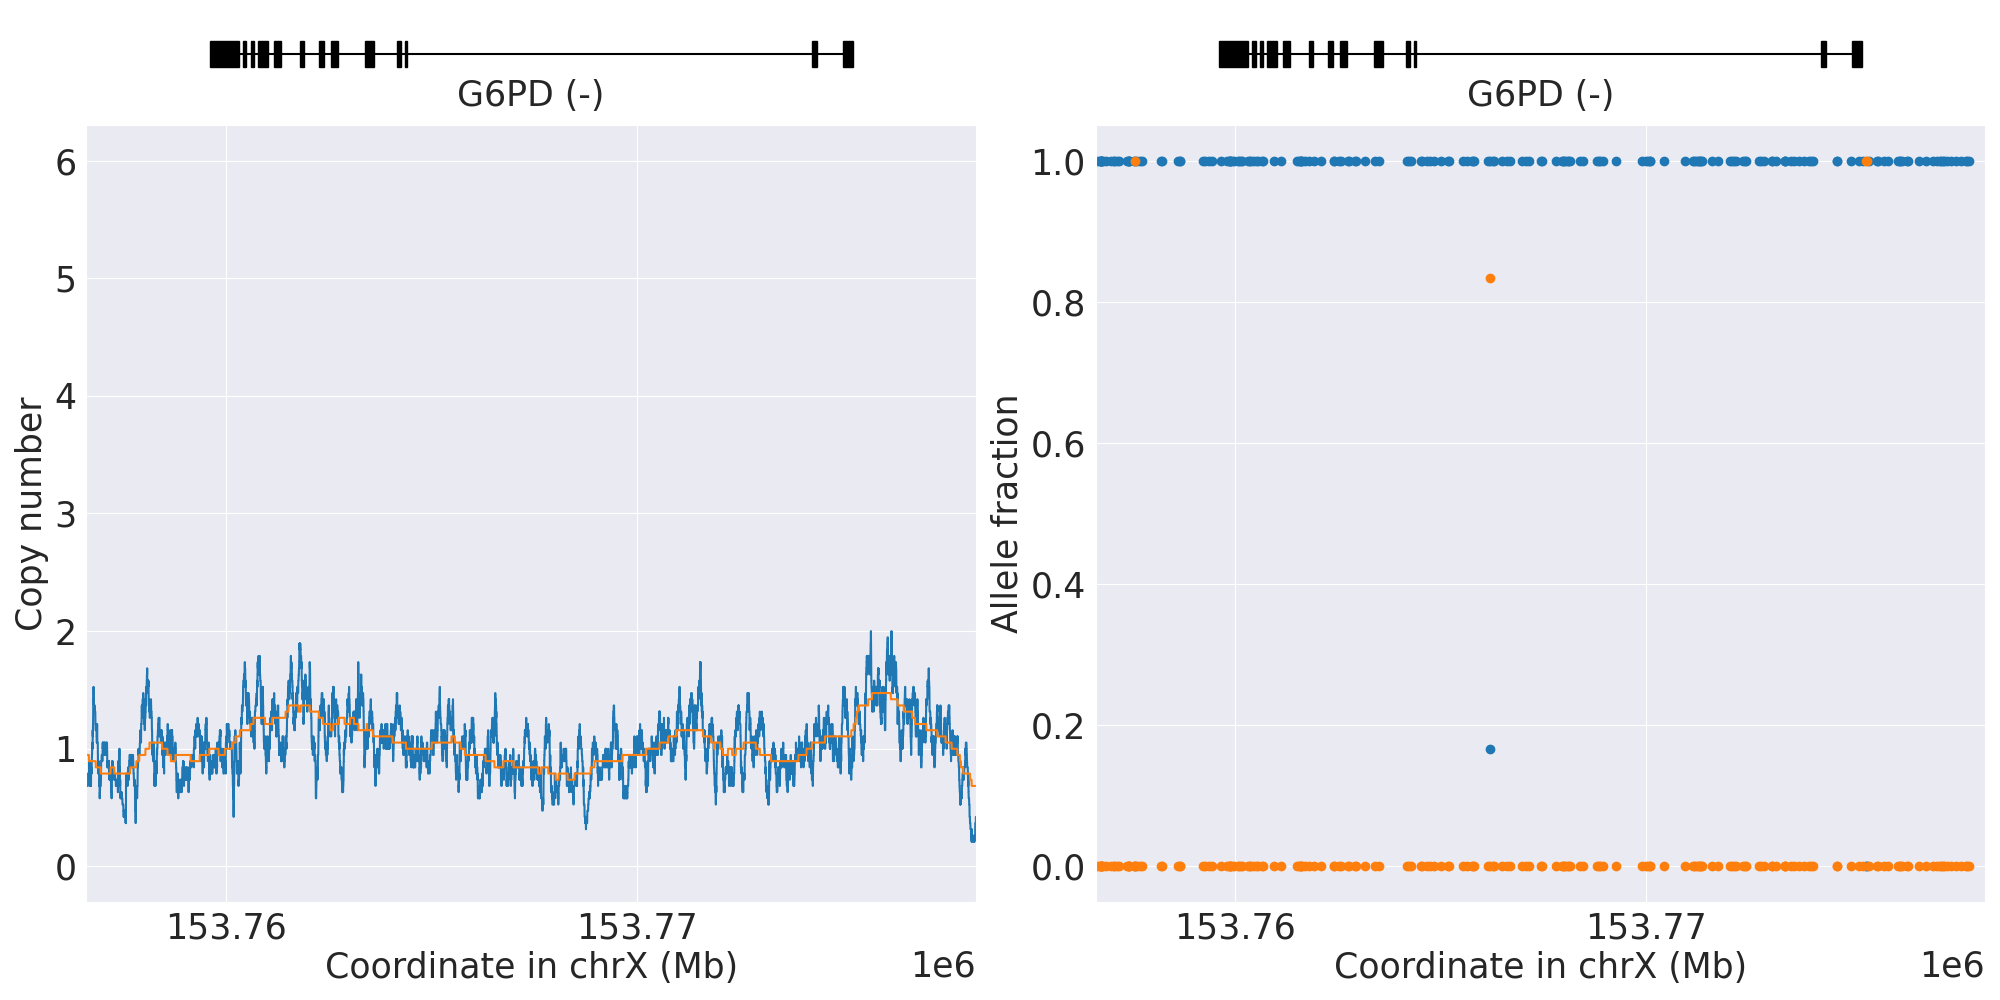 G6PD (-)
6
5
4
3
2
1
0
Copy number
153.76
153.77
Coordinate in chrX (Mb)
1e6
G6PD (-)
1.0
0.8
0.6
0.4
0.2
0.0
Allele fraction
153.76
153.77
Coordinate in chrX (Mb)
1e6